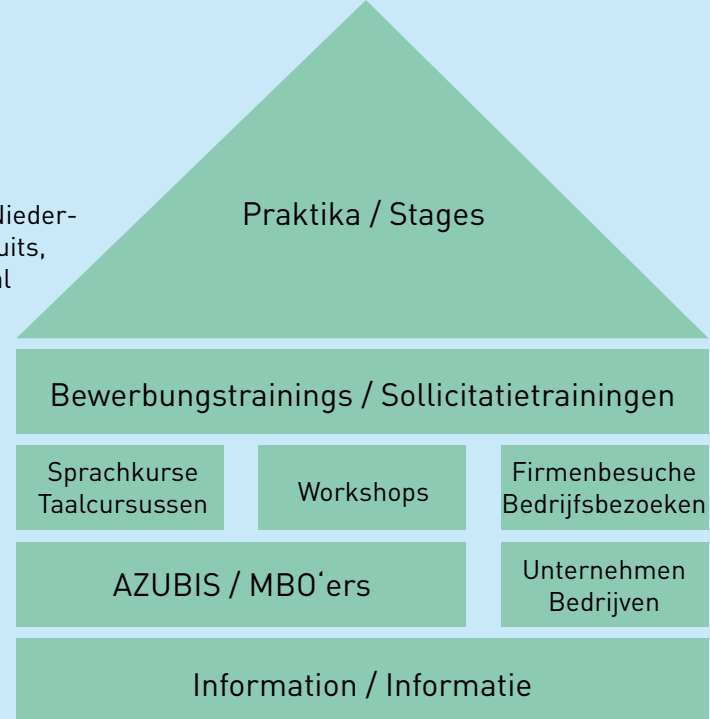 Praktika / Stages
Bewerbungstrainings / Sollicitatietrainingen
Sprachkurse
Taalcursussen
Workshops
Firmenbesuche
Bedrijfsbezoeken
AZUBIS / MBO‘ers
Unternehmen
Bedrijven
Information / Informatie